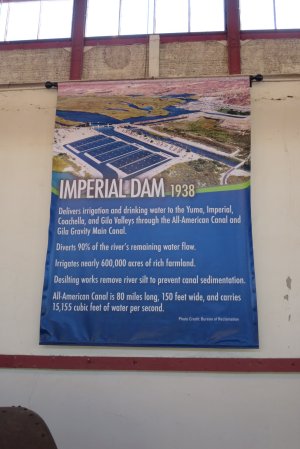 IMPERIAL DAM 1938
Delivers irrigation and drinking water to the Yuma, Imperial,
Coachella, and Gila Valleys through the All-American Canal and
Gila Gravity Main Canal.
Diverts 90% of the river's remaining water flow.
Irrigates nearly 600,000 acres of rich farmland.
Desilting works remove river silt to prevent canal sedimentation.
All-American Canal is 80 miles long, 150 feet wide, and carries
15,155 cubic feet of water per second.
Photo Credit: Bureau of Reclamation